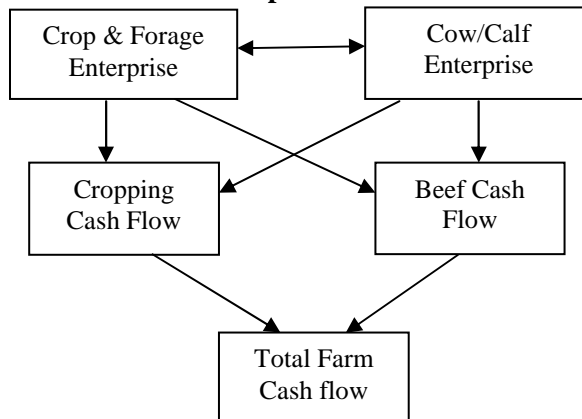 Crop & Forage
Enterprise
Cow/Calf
Enterprise
Cropping
Cash Flow
Beef Cash
Flow
Total Farm
Cash flow